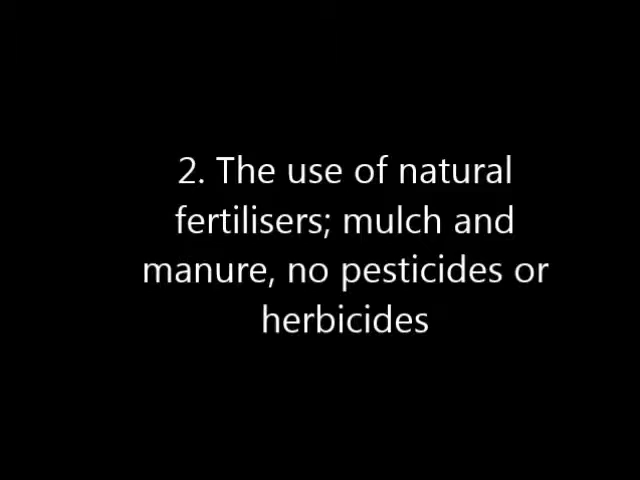 2. The use of natural
fertilisers; mulch and
manure, no pesticides or
herbicides